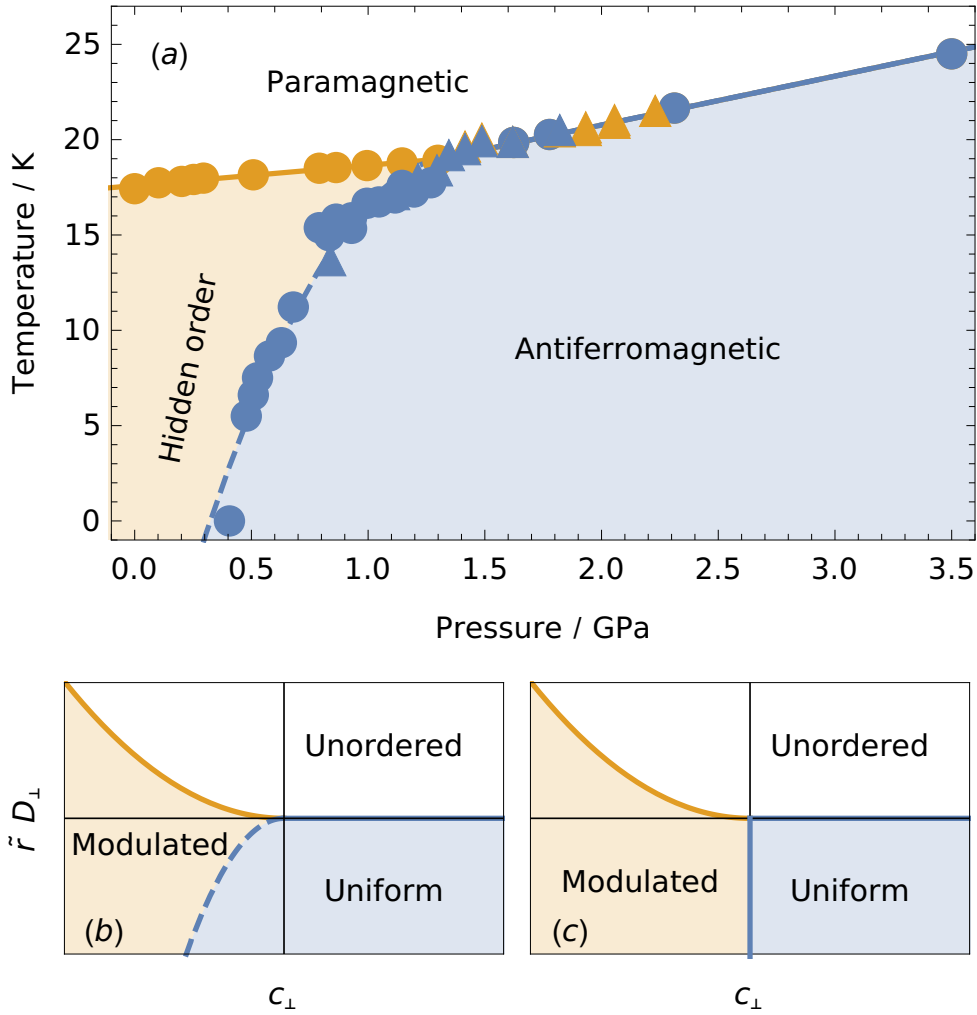 (a)
Paramagnetic
Hidden order
Antiferromagnetic
Temperature / K
25
20
15
10
5
0
0.0 0.5 1.0 1.5 2.0 2.5 3.0 3.5
Pressure / GPa
Unordered
Modulated
Uniform
(b)
r̃ D⊥
c⊥
Unordered
Modulated
Uniform
(c)
c⊥